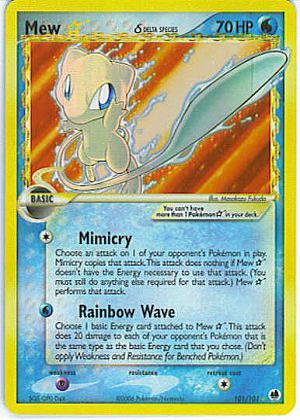 Mew ☆ δ DELTA SPECIES 70 HP
Illus. Masakazu Fukuda
You can't have
more than 1 Pokémon☆ in your deck.
BASIC
Mimicry
Choose an attack on 1 of your opponent's Pokémon in play.
Mimicry copies that attack. This attack does nothing if Mew ☆
doesn't have the Energy necessary to use that attack. (You must
still do anything else required for that attack.) Mew ☆
performs that attack.
Rainbow Wave
Choose 1 basic Energy card attached to Mew ☆. This attack
does 20 damage to each of your opponent's Pokémon that is
the same type as the basic Energy card that you chose. (Don't
apply Weakness and Resistance for Benched Pokémon.)
weakness resistance retreat cost
©2006 Pokémon/Nintendo 101/101